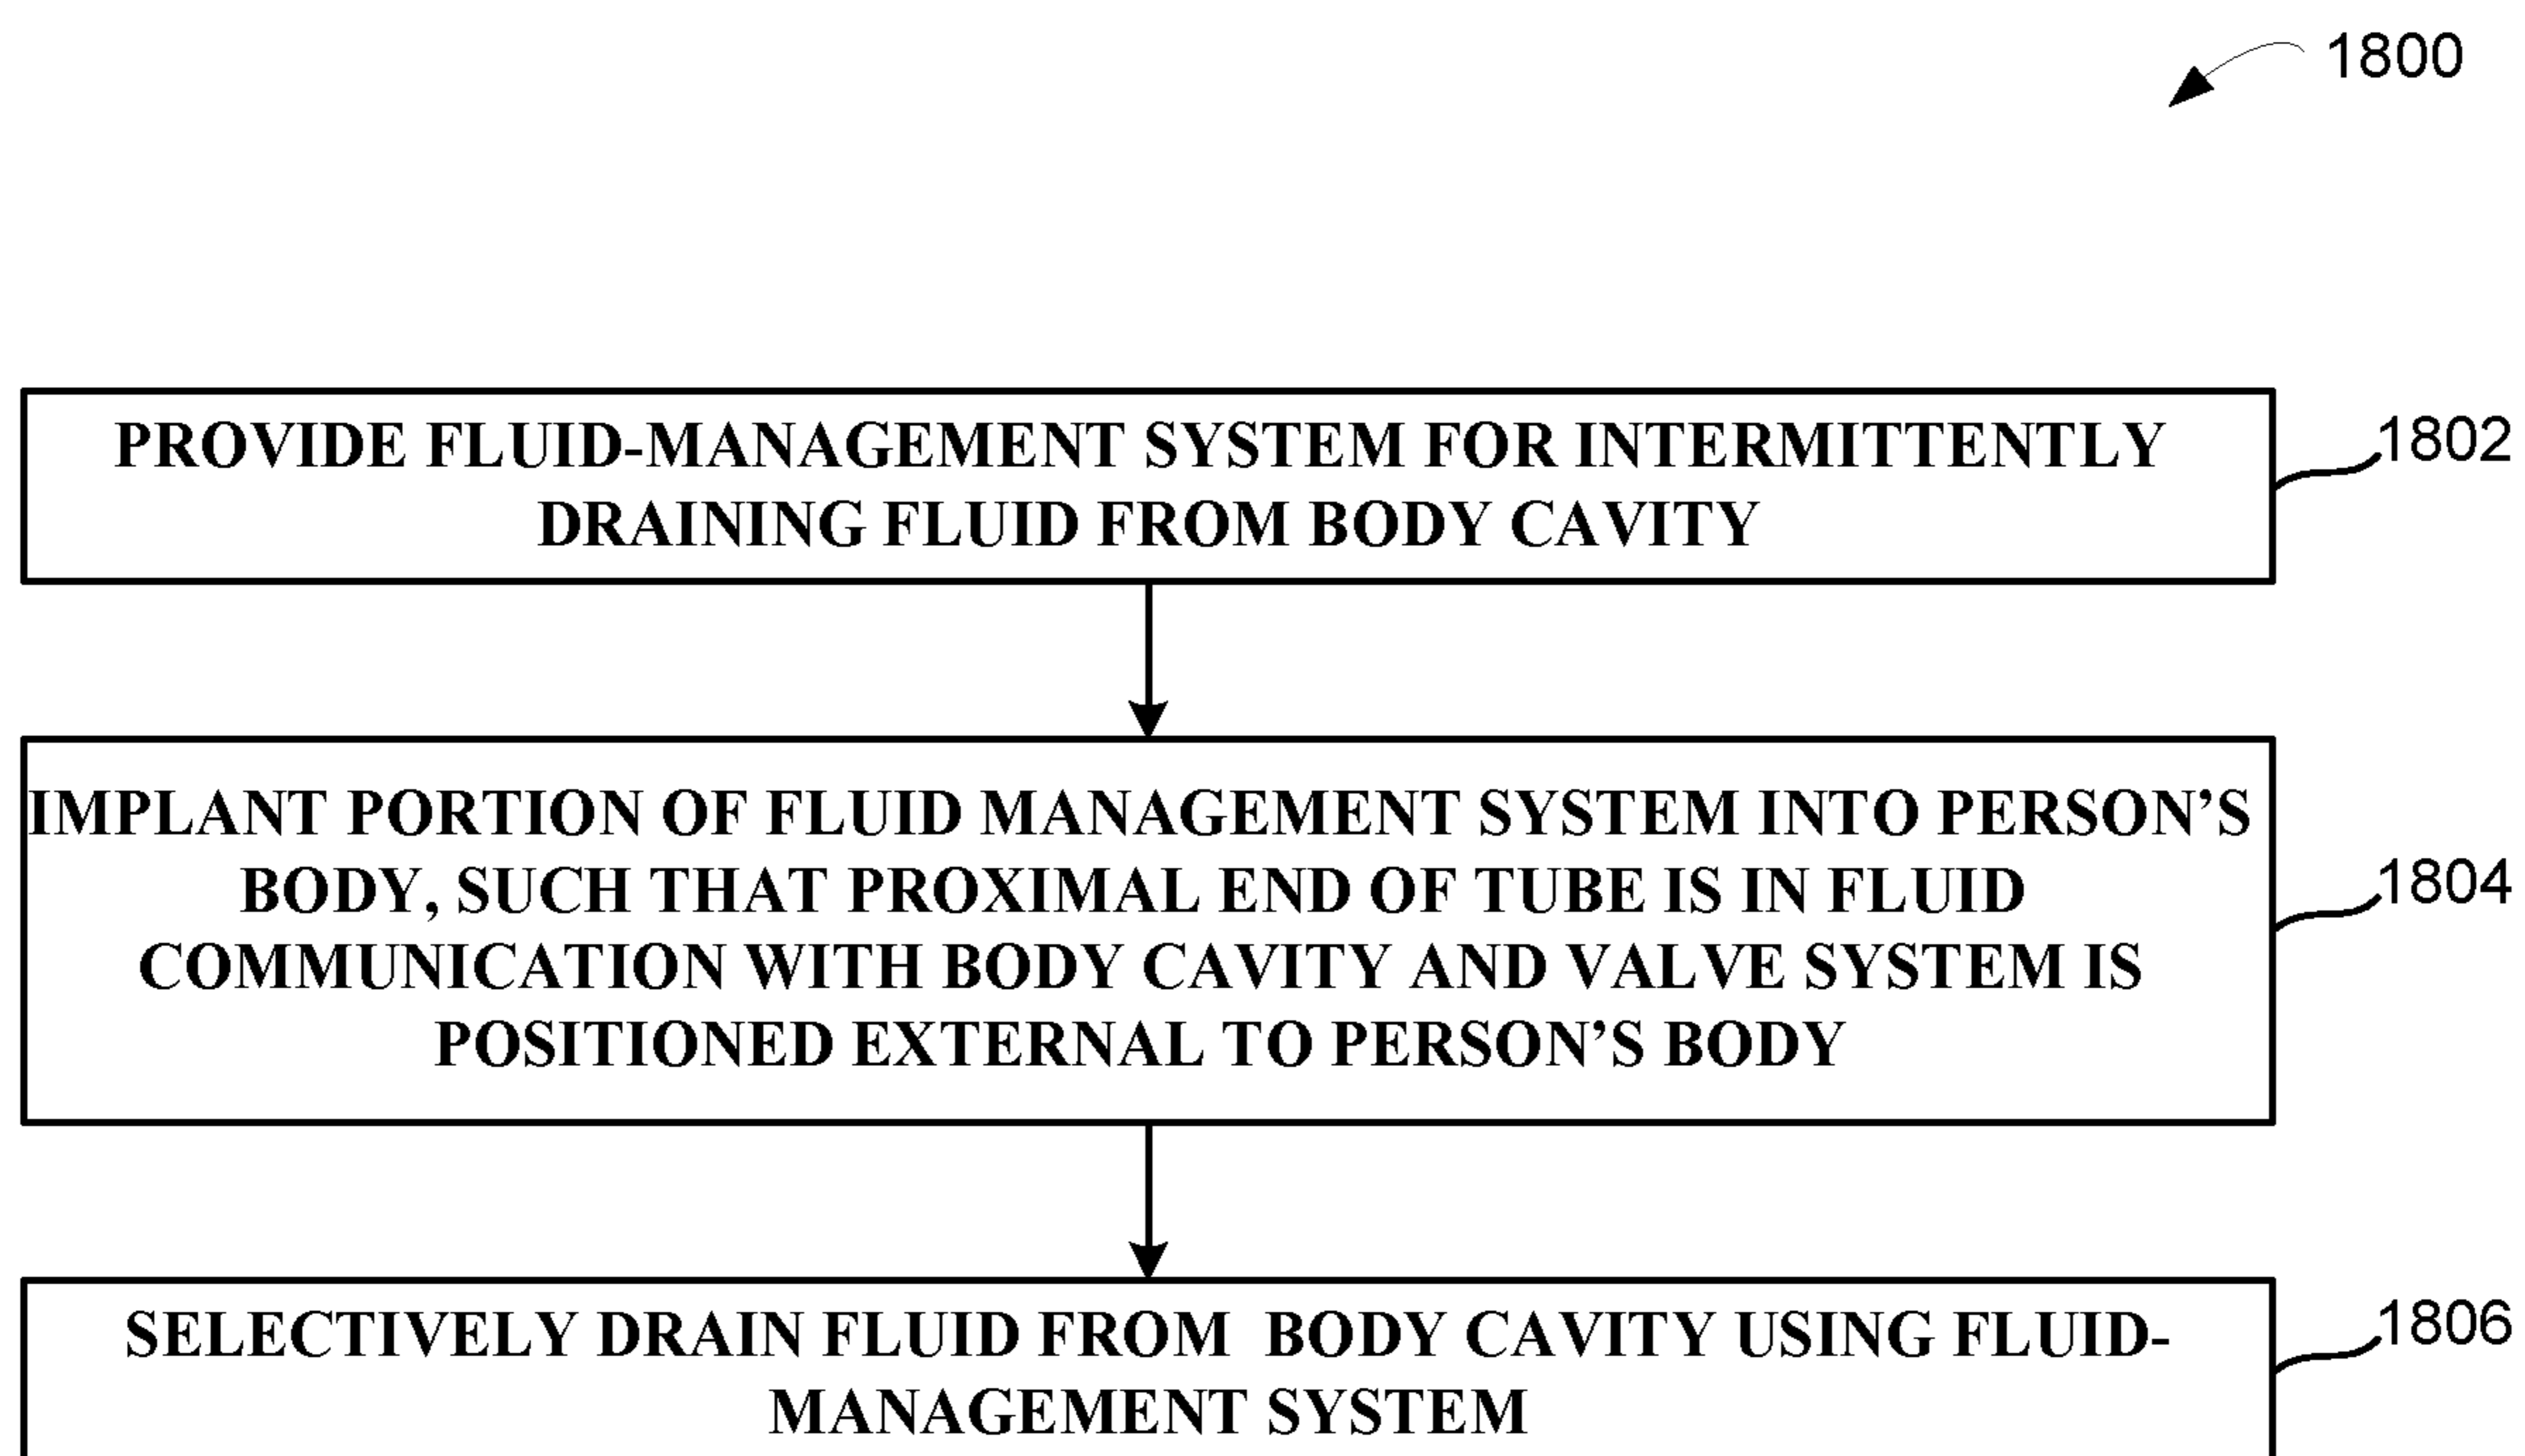 1800
PROVIDE FLUID-MANAGEMENT SYSTEM FOR INTERMITTENTLY
DRAINING FLUID FROM BODY CAVITY
1802
IMPLANT PORTION OF FLUID MANAGEMENT SYSTEM INTO PERSON’S
BODY, SUCH THAT PROXIMAL END OF TUBE IS IN FLUID
COMMUNICATION WITH BODY CAVITY AND VALVE SYSTEM IS
POSITIONED EXTERNAL TO PERSON’S BODY
1804
SELECTIVELY DRAIN FLUID FROM BODY CAVITY USING FLUID-
MANAGEMENT SYSTEM
1806